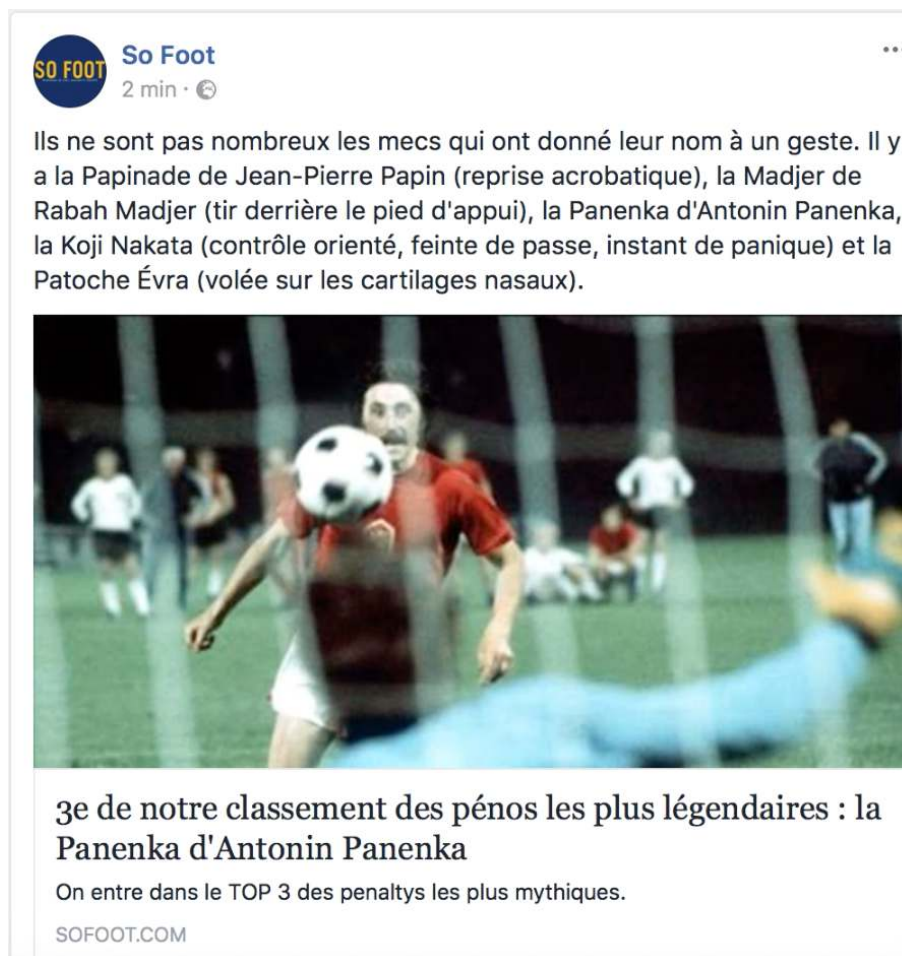 So Foot
SO FOOT
2 min ·
Ils ne sont pas nombreux les mecs qui ont donné leur nom à un geste. Il y
a la Papinade de Jean-Pierre Papin (reprise acrobatique), la Madjer de
Rabah Madjer (tir derrière le pied d'appui), la Panenka d'Antonin Panenka,
la Koji Nakata (contrôle orienté, feinte de passe, instant de panique) et la
Patoche Évra (volée sur les cartilages nasaux).
3e de notre classement des pénos les plus légendaires : la
Panenka d'Antonin Panenka
On entre dans le TOP 3 des penaltys les plus mythiques.
SOFOOT.COM